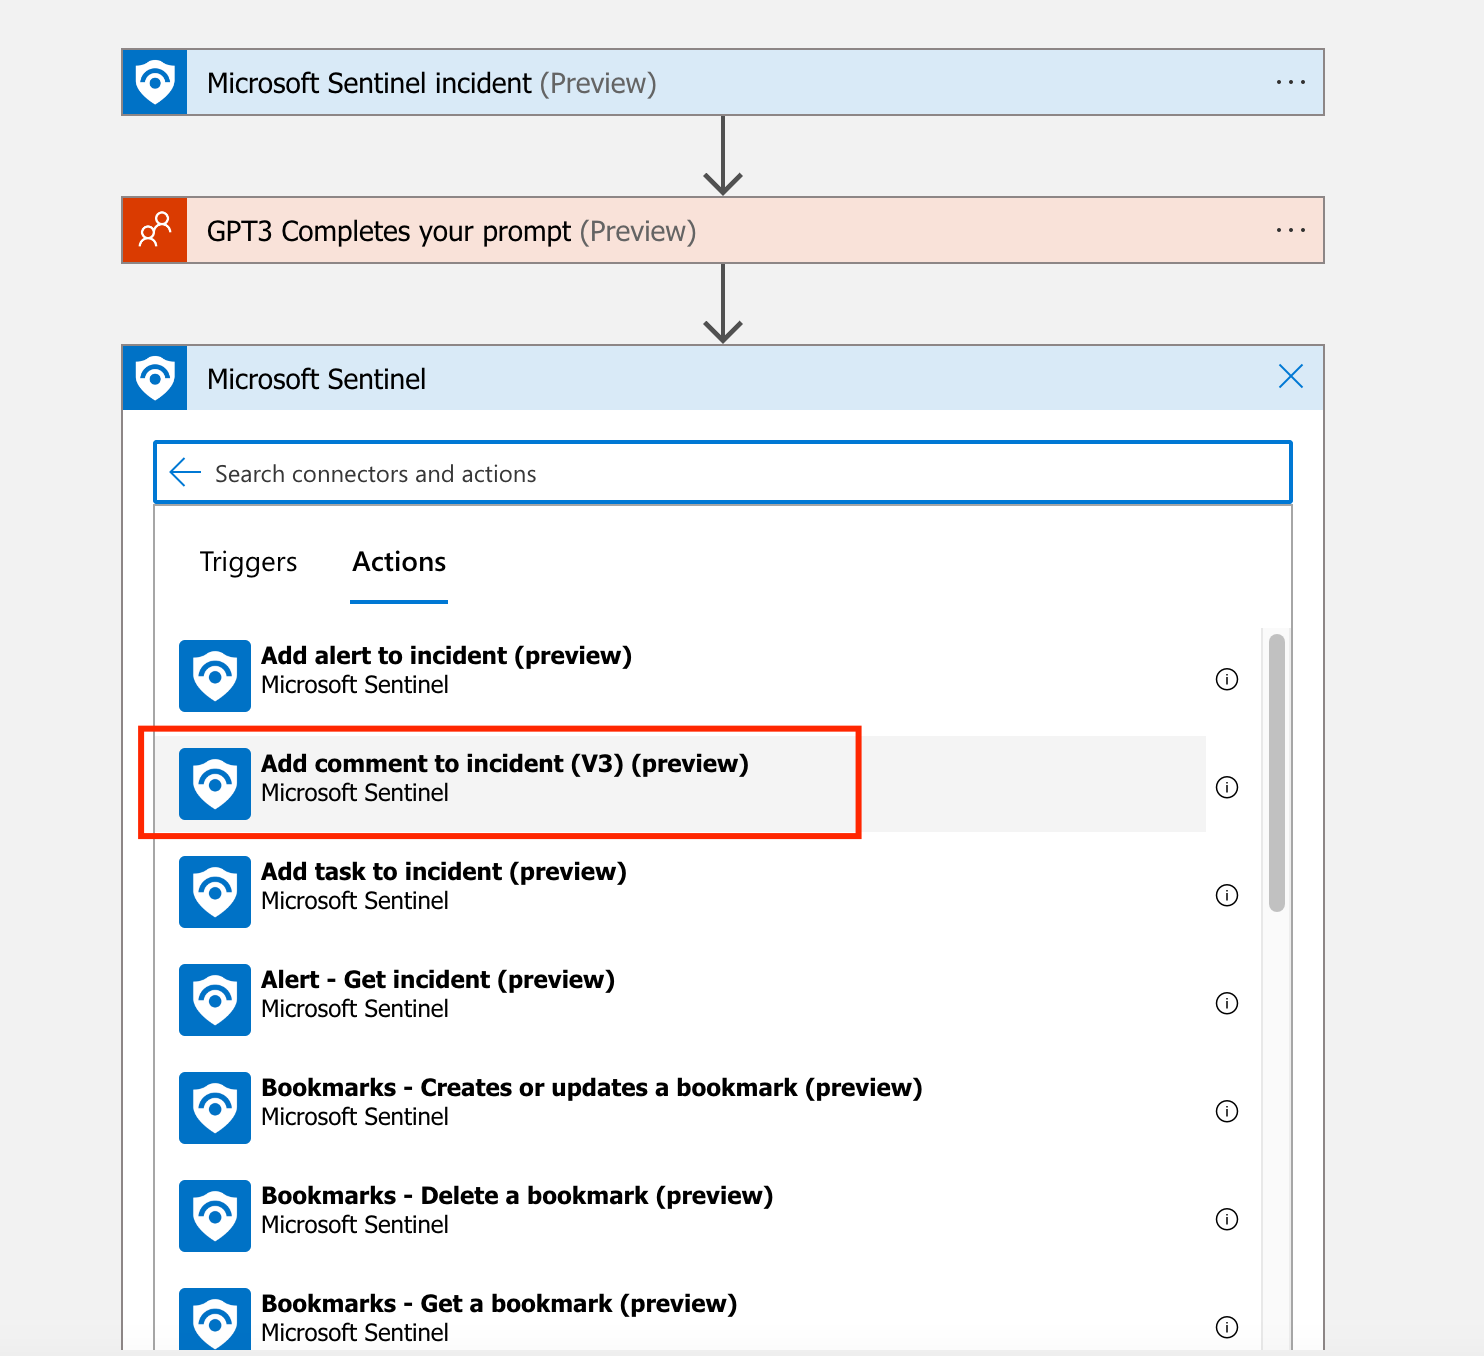 Microsoft Sentinel incident (Preview)
GPT3 Completes your prompt (Preview)
Microsoft Sentinel
Search connectors and actions
Triggers Actions
Add alert to incident (preview)
Microsoft Sentinel
Add comment to incident (V3) (preview)
Microsoft Sentinel
Add task to incident (preview)
Microsoft Sentinel
Alert - Get incident (preview)
Microsoft Sentinel
Bookmarks - Creates or updates a bookmark (preview)
Microsoft Sentinel
Bookmarks - Delete a bookmark (preview)
Microsoft Sentinel
Bookmarks - Get a bookmark (preview)
Microsoft Sentinel